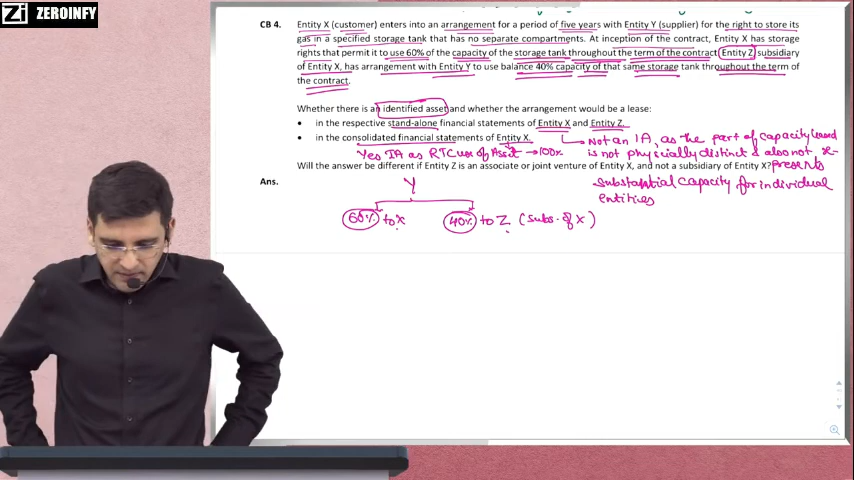 Zi ZEROINFY
CB 4. Entity X (customer) enters into an arrangement for a period of five years with Entity Y (supplier) for the right to store its
gas in a specified storage tank that has no separate compartments. At inception of the contract, Entity X has storage
rights that permit it to use 60% of the capacity of the storage tank throughout the term of the contract. Entity Z, subsidiary
of Entity X, has arrangement with Entity Y to use balance 40% capacity of that same storage tank throughout the term of
the contract.
Whether there is an identified asset and whether the arrangement would be a lease:
• in the respective stand-alone financial statements of Entity X and Entity Z.
• in the consolidated financial statements of Entity X. Not an IA, as the part of capacity used
Yes IA as RTC use of Asset → 100% is not physically distinct & also not re-
Will the answer be different if Entity Z is an associate or joint venture of Entity X, and not a subsidiary of Entity X? presents
Ans. Y substantial capacity for individual
entities
60% to X 40% to Z (subs. of X)